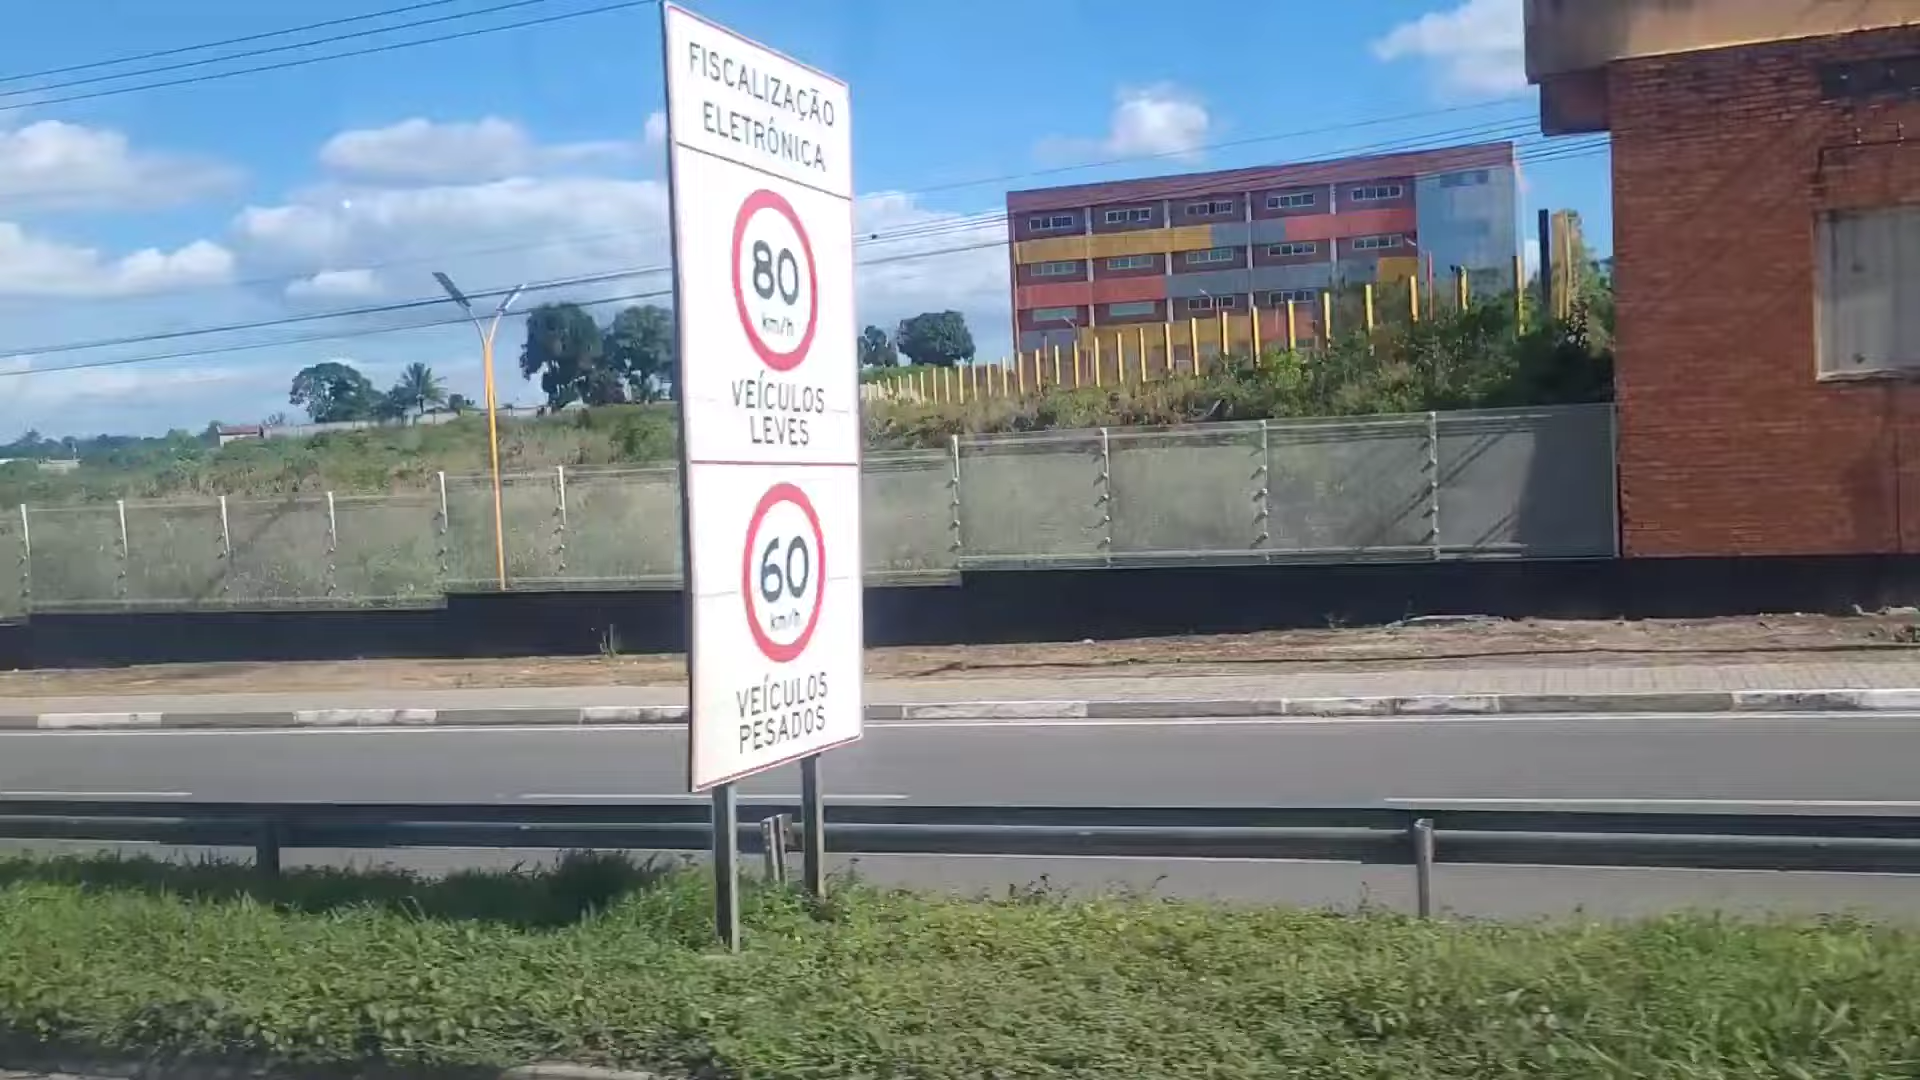 FISCALIZAÇÃO
ELETRÔNICA
80
km/h
VEÍCULOS
LEVES
60
km/h
VEÍCULOS
PESADOS